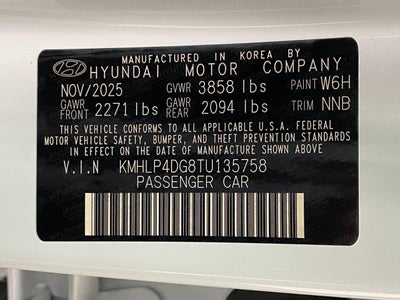 MANUFACTURED IN KOREA BY
HYUNDAI MOTOR COMPANY
NOV/2025 GVWR 3858 lbs PAINT W6H
GAWR FRONT 2271 lbs GAWR REAR 2094 lbs TRIM NNB
THIS VEHICLE CONFORMS TO ALL APPLICABLE U.S.A. FEDERAL
MOTOR VEHICLE SAFETY, BUMPER, AND THEFT PREVENTION STANDARDS
IN EFFECT ON THE DATE OF MANUFACTURE SHOWN ABOVE
V.I.N KMHLP4DG8TU135758
PASSENGER CAR